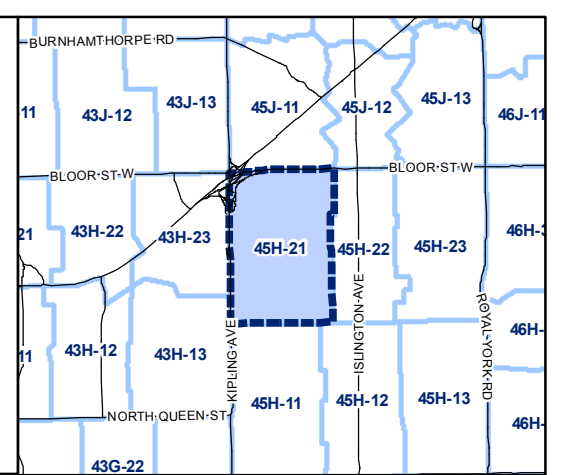 BURNHAMTHORPE RD
11
43J-12
43J-13
45J-11
45J-12
45J-13
46J-11
BLOOR ST W
BLOOR ST W
21
43H-22
43H-23
45H-21
45H-22
45H-23
46H-
ISLINGTON AVE
ROYAL YORK RD
KIPLING AVE
11
43H-12
43H-13
46H-
NORTH QUEEN ST
45H-11
45H-12
45H-13
46H-
43G-22